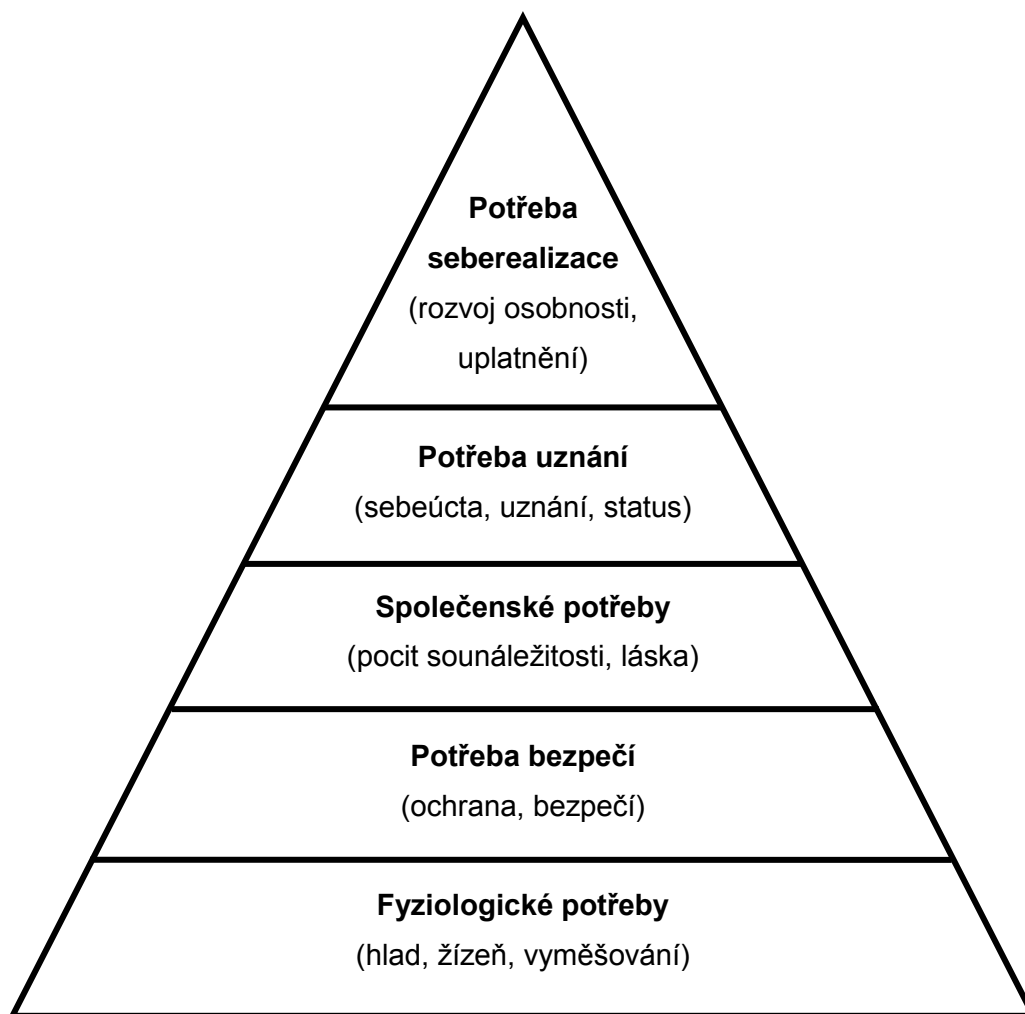 Potřeba
seberealizace
(rozvoj osobnosti,
uplatnění)
Potřeba uznání
(sebeúcta, uznání, status)
Společenské potřeby
(pocit sounáležitosti, láska)
Potřeba bezpečí
(ochrana, bezpečí)
Fyziologické potřeby
(hlad, žízeň, vyměšování)